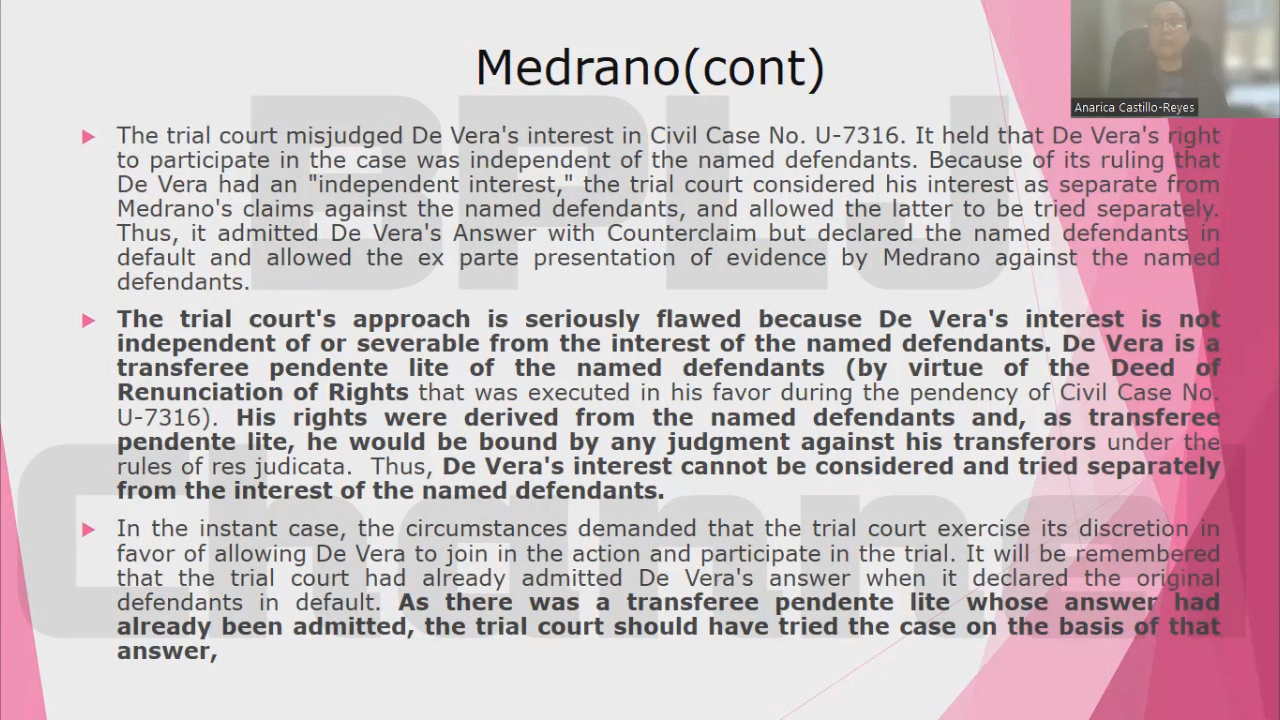 Medrano(cont)
Anarica Castillo-Reyes
The trial court misjudged De Vera's interest in Civil Case No. U-7316. It held that De Vera's right
to participate in the case was independent of the named defendants. Because of its ruling that
De Vera had an "independent interest," the trial court considered his interest as separate from
Medrano's claims against the named defendants, and allowed the latter to be tried separately.
Thus, it admitted De Vera's Answer with Counterclaim but declared the named defendants in
default and allowed the ex parte presentation of evidence by Medrano against the named
defendants.
The trial court's approach is seriously flawed because De Vera's interest is not
independent of or severable from the interest of the named defendants. De Vera is a
transferee pendente lite of the named defendants (by virtue of the Deed of
Renunciation of Rights that was executed in his favor during the pendency of Civil Case No.
U-7316). His rights were derived from the named defendants and, as transferee
pendente lite, he would be bound by any judgment against his transferors under the
rules of res judicata. Thus, De Vera's interest cannot be considered and tried separately
from the interest of the named defendants.
In the instant case, the circumstances demanded that the trial court exercise its discretion in
favor of allowing De Vera to join in the action and participate in the trial. It will be remembered
that the trial court had already admitted De Vera's answer when it declared the original
defendants in default. As there was a transferee pendente lite whose answer had
already been admitted, the trial court should have tried the case on the basis of that
answer,
BPLJ
Channel